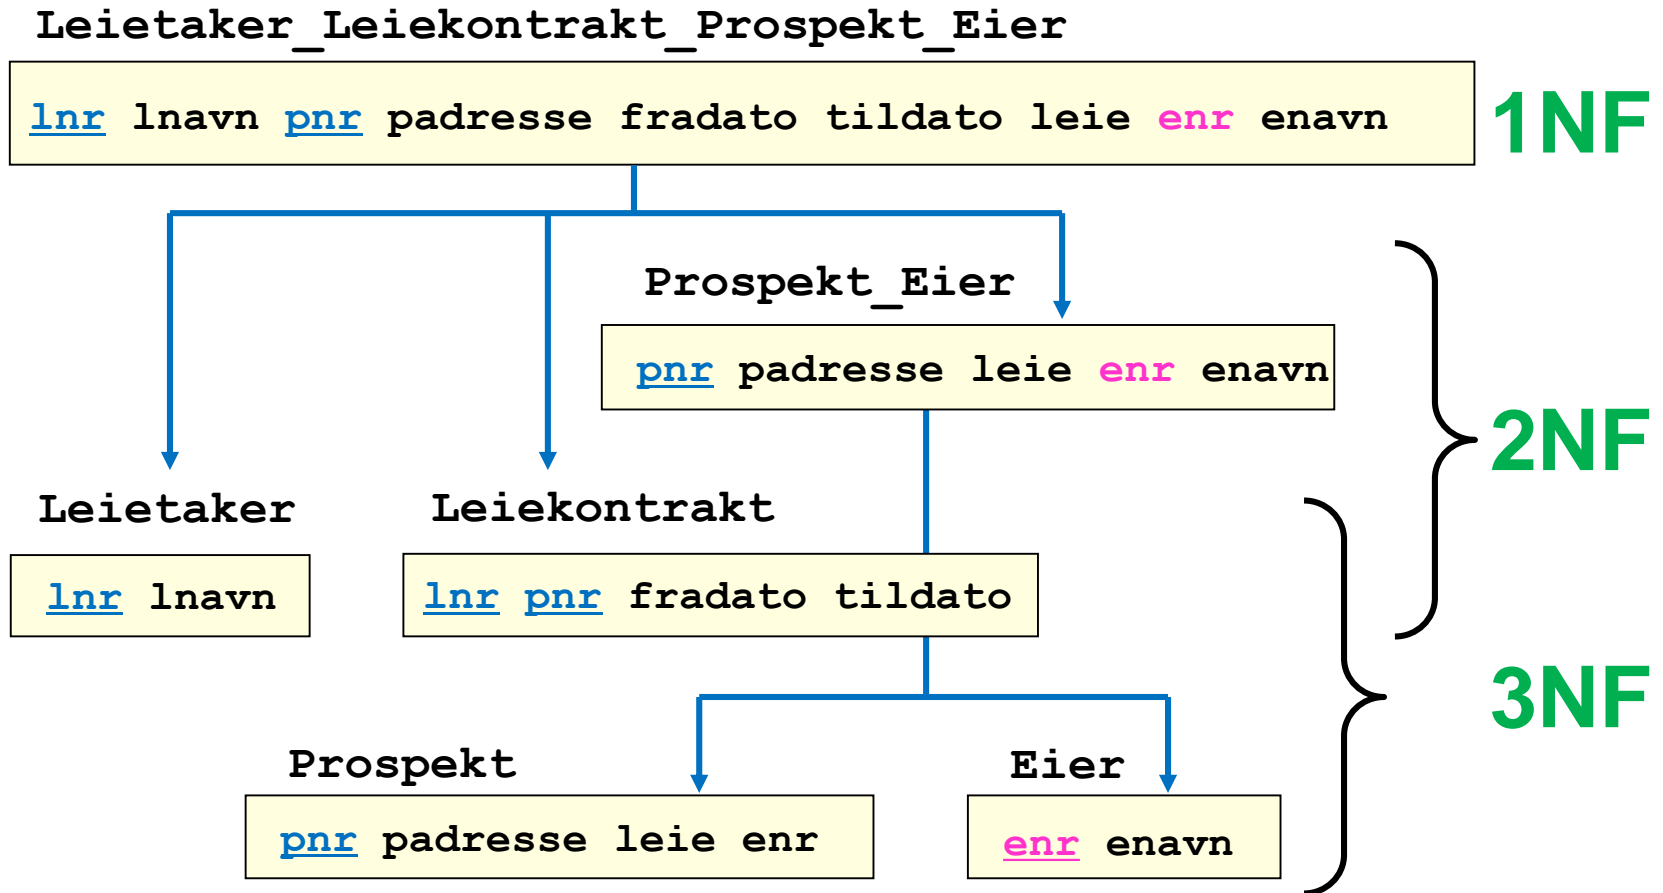 Leietaker_Leiekontrakt_Prospekt_Eier
lnr lnavn pnr padresse fradato tildato leie enr enavn
1NF
Prospekt_Eier
pnr padresse leie enr enavn
2NF
Leietaker
Leiekontrakt
lnr lnavn
lnr pnr fradato tildato
3NF
Prospekt
Eier
pnr padresse leie enr
enr enavn